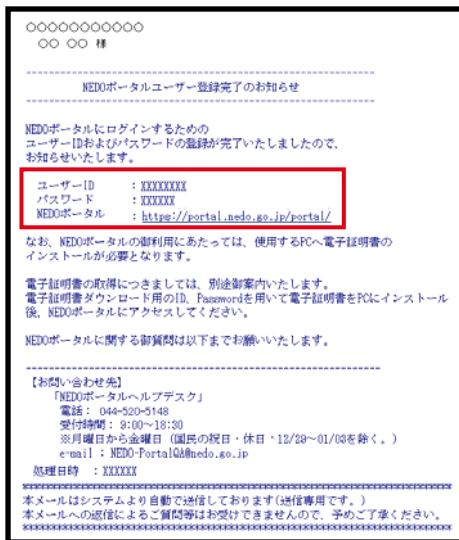 ○○○○○○○○○○○
○○ ○○ 様
--------------------------------------------------
NEDOポータルユーザー登録完了のお知らせ
--------------------------------------------------
NEDOポータルにログインするための
ユーザーIDおよびパスワードの登録が完了いたしましたので、
お知らせいたします。
ユーザーID : XXXXXXXX
パスワード : XXXXXX
NEDOポータル : https://portal.nedo.go.jp/portal/
なお、NEDOポータルの御利用にあたっては、使用するPCへ電子証明書の
インストールが必要となります。
電子証明書の取得につきましては、別途御案内いたします。
電子証明書ダウンロード用のID、Passwordを用いて電子証明書をPCにインストール
後、NEDOポータルにアクセスしてください。
NEDOポータルに関する御質問は以下までお願いいたします。
--------------------------------------------------
【お問い合わせ先】
「NEDOポータルヘルプデスク」
電話: 044-520-5148
受付時間: 9:00～18:30
※月曜日から金曜日(国民の祝日・休日・12/29～01/03を除く。)
e-mail : NEDO-PortalQA@nedo.go.jp
処理日時 : XXXXXX
**************************************************
本メールはシステムより自動で送信しております(送信専用です。)
本メールへの返信によるご質問等はお受けできませんので、予めご了承ください。
**************************************************